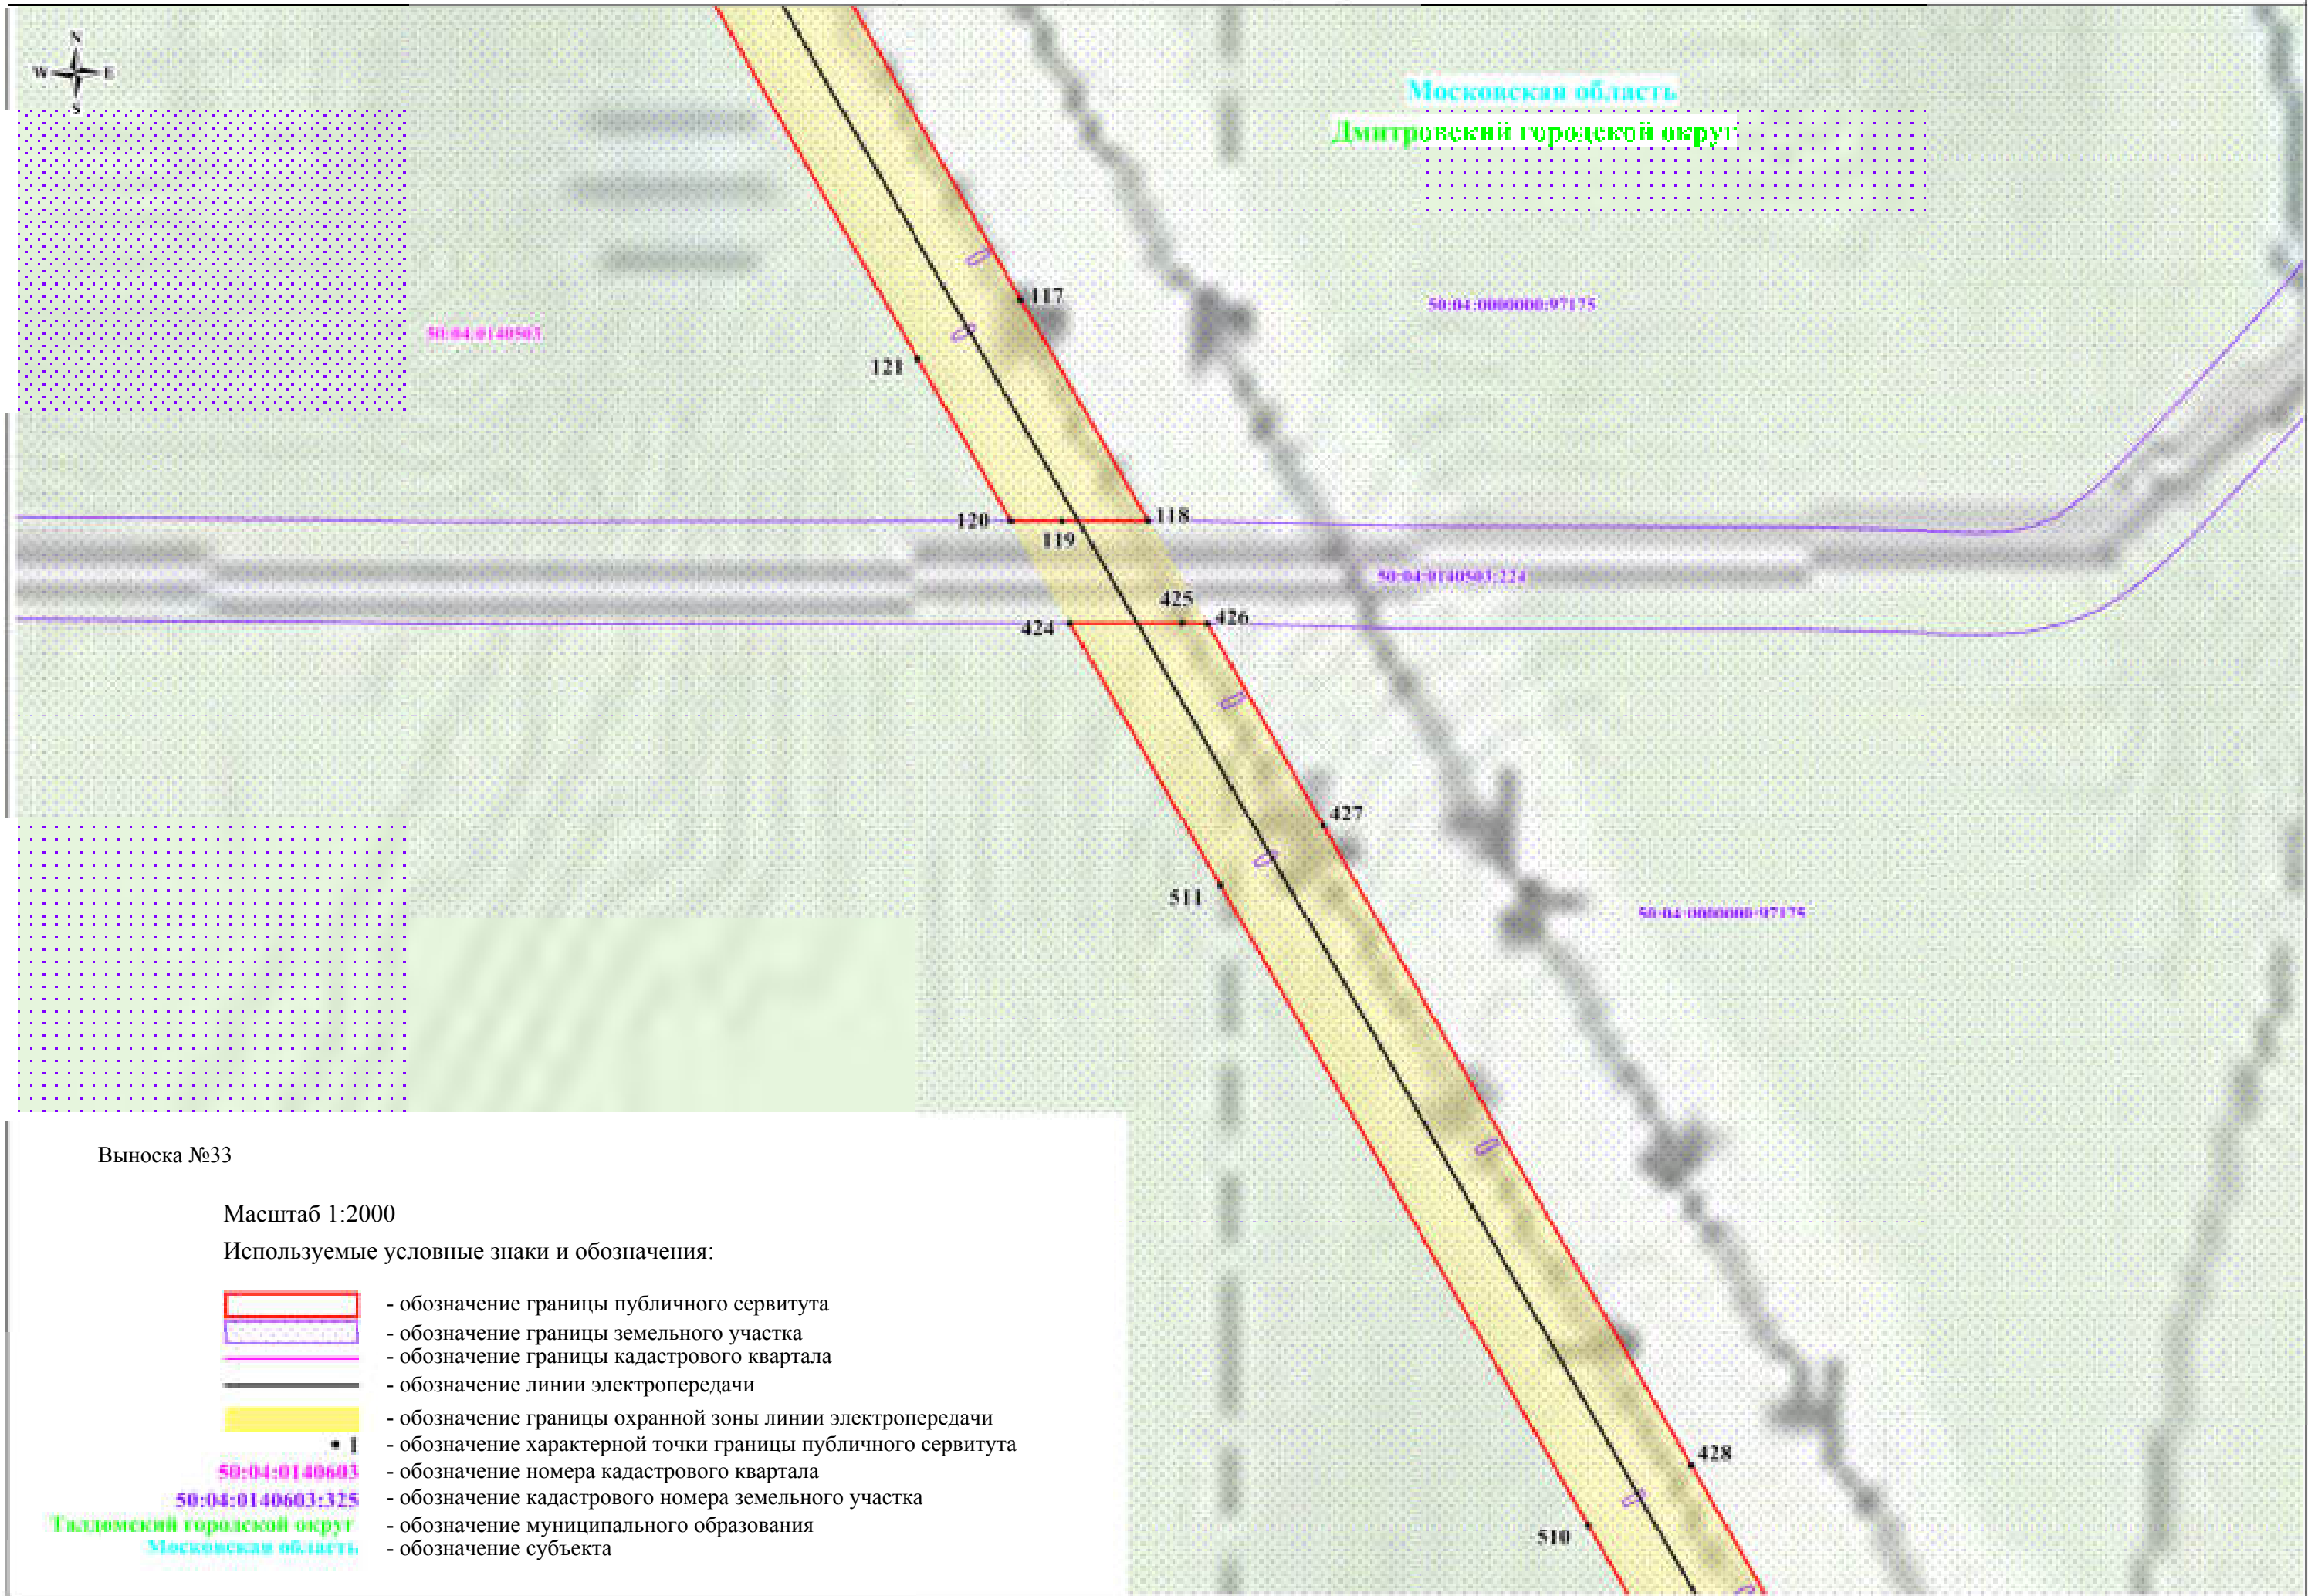 N
W E
S
Московская область
Дмитровский городской округ
117
50:04:0000000:97175
50:04:0140503
121
120
118
119
50:04:0140503:224
425
426
424
427
511
50:04:0000000:97175
428
510
Выноска №33
Масштаб 1:2000
Используемые условные знаки и обозначения:
- обозначение границы публичного сервитута
- обозначение границы земельного участка
- обозначение границы кадастрового квартала
- обозначение линии электропередачи
- обозначение границы охранной зоны линии электропередачи
1 - обозначение характерной точки границы публичного сервитута
50:04:0140603 - обозначение номера кадастрового квартала
50:04:0140603:325 - обозначение кадастрового номера земельного участка
Талдомский городской округ - обозначение муниципального образования
Московская область - обозначение субъекта